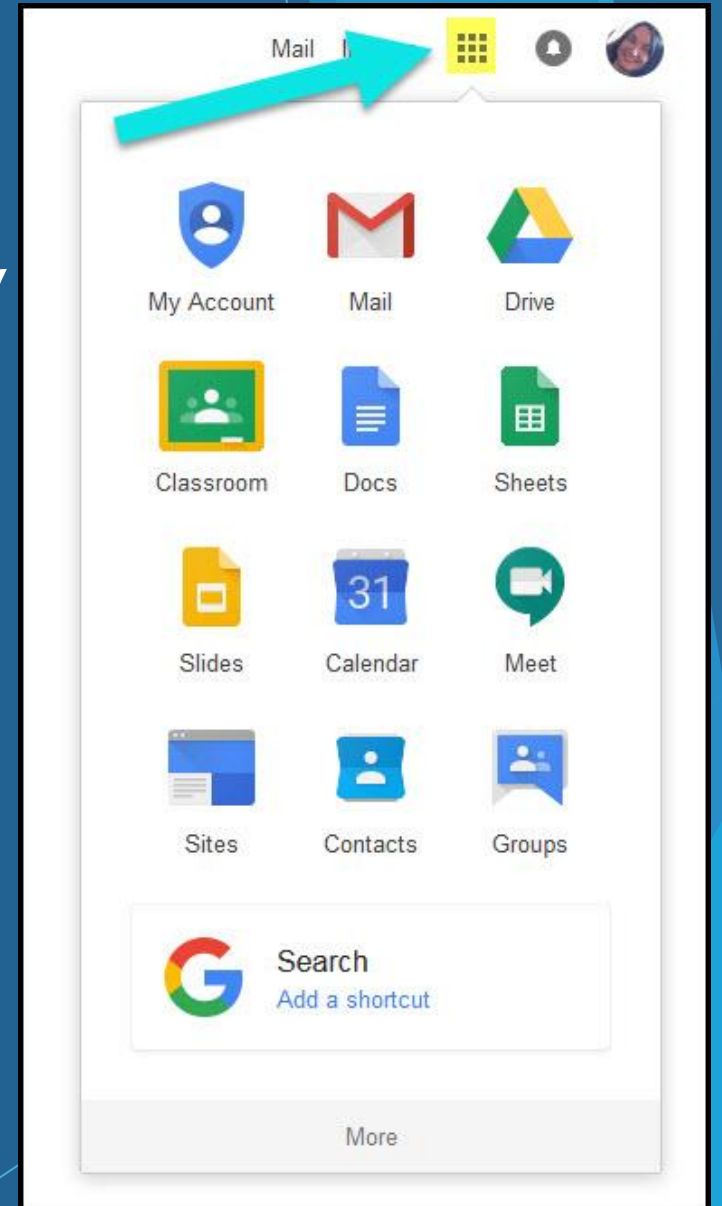 Mail
My Account Mail Drive
Classroom Docs Sheets
Slides 31 Calendar Meet
Sites Contacts Groups
Search
Add a shortcut
More